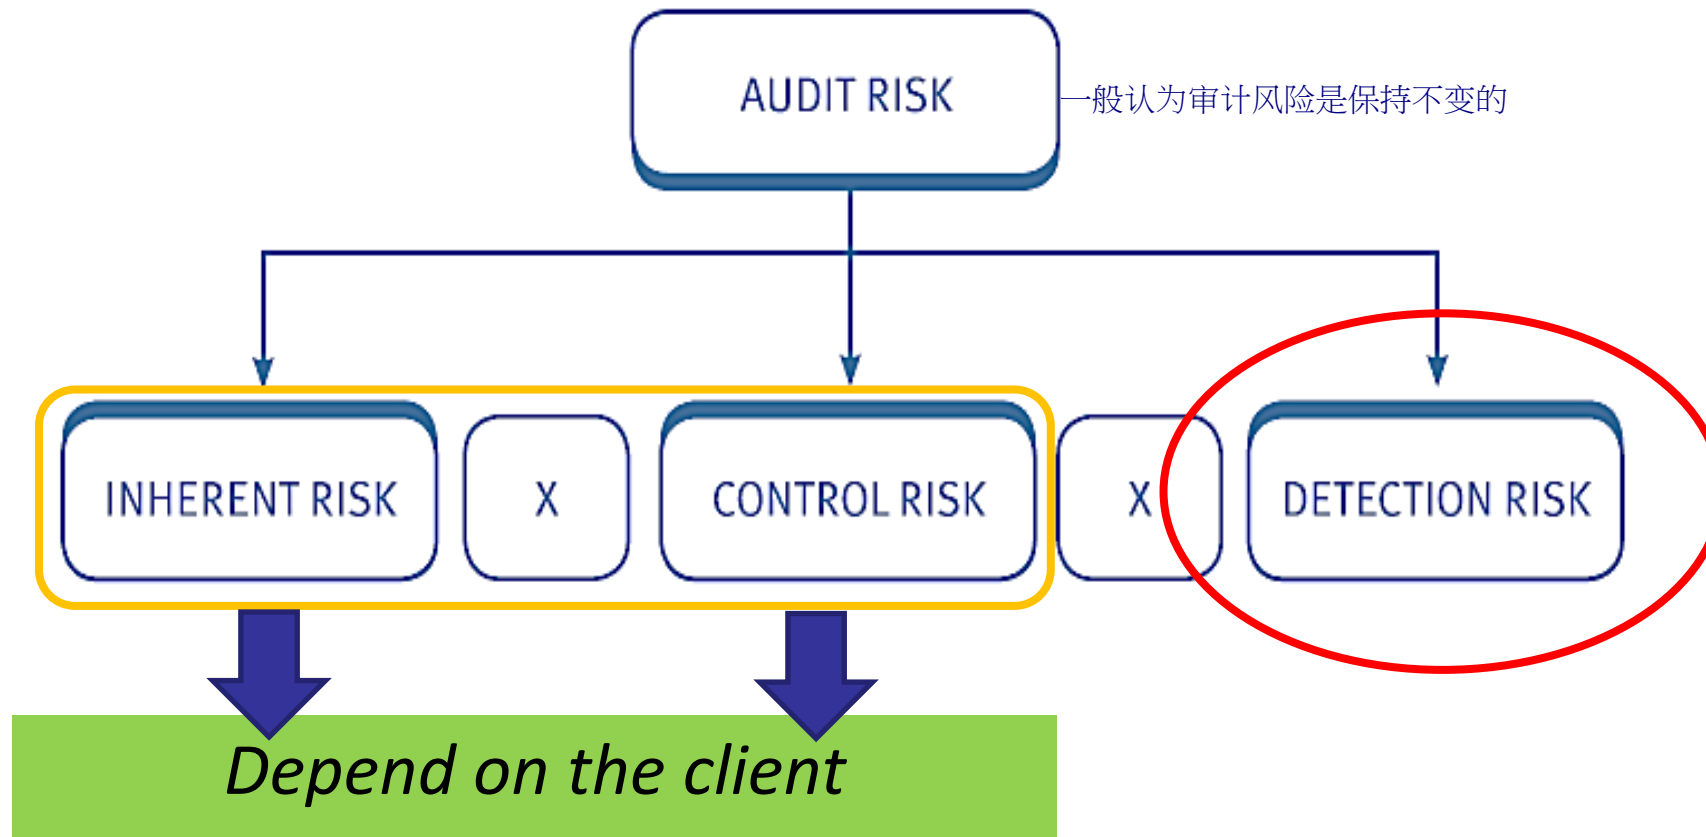 AUDIT RISK
一般认为审计风险是保持不变的
INHERENT RISK
X
CONTROL RISK
X
DETECTION RISK
Depend on the client